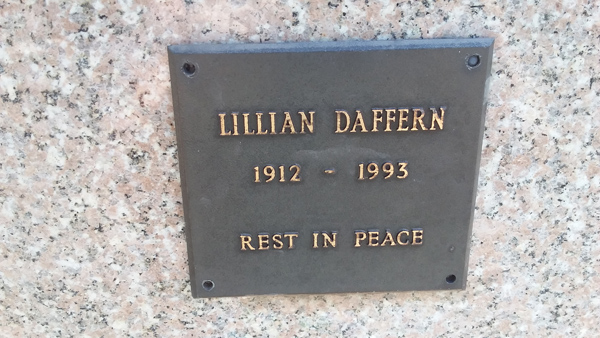 LILLIAN DAFFERN
1912 - 1993
REST IN PEACE